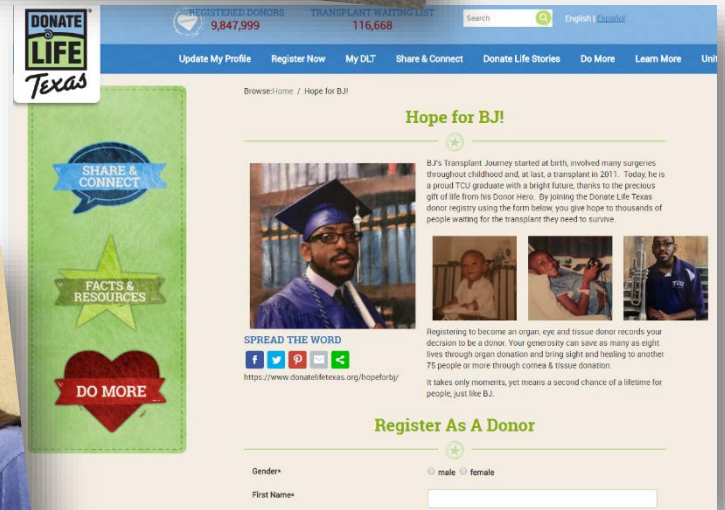 DONATE
LIFE
Texas
REGISTERED DONORS
9,847,999
TRANSPLANT WAITING LIST
116,668
Search
English | Español
Update My Profile
Register Now
My DLT
Share & Connect
Donate Life Stories
Do More
Learn More
Unit
SHARE &
CONNECT
FACTS &
RESOURCES
DO MORE
Browse:Home / Hope for BJ!
Hope for BJ!
BJ's Transplant Journey started at birth, involved many surgeries
throughout childhood and, at last, a transplant in 2011. Today, he is
a proud TCU graduate with a bright future, thanks to the precious
gift of life from his Donor Hero. By joining the Donate Life Texas
donor registry using the form below, you give hope to thousands of
people waiting for the transplant they need to survive.
SPREAD THE WORD
https://www.donatelifetexas.org/hopeforbj/
Registering to become an organ, eye and tissue donor records your
decision to be a donor. Your generosity can save as many as eight
lives through organ donation and bring sight and healing to another
75 people or more through cornea & tissue donation.
It takes only moments, yet means a second chance of a lifetime for
people, just like BJ.
Register As A Donor
Gender*
male
female
First Name*